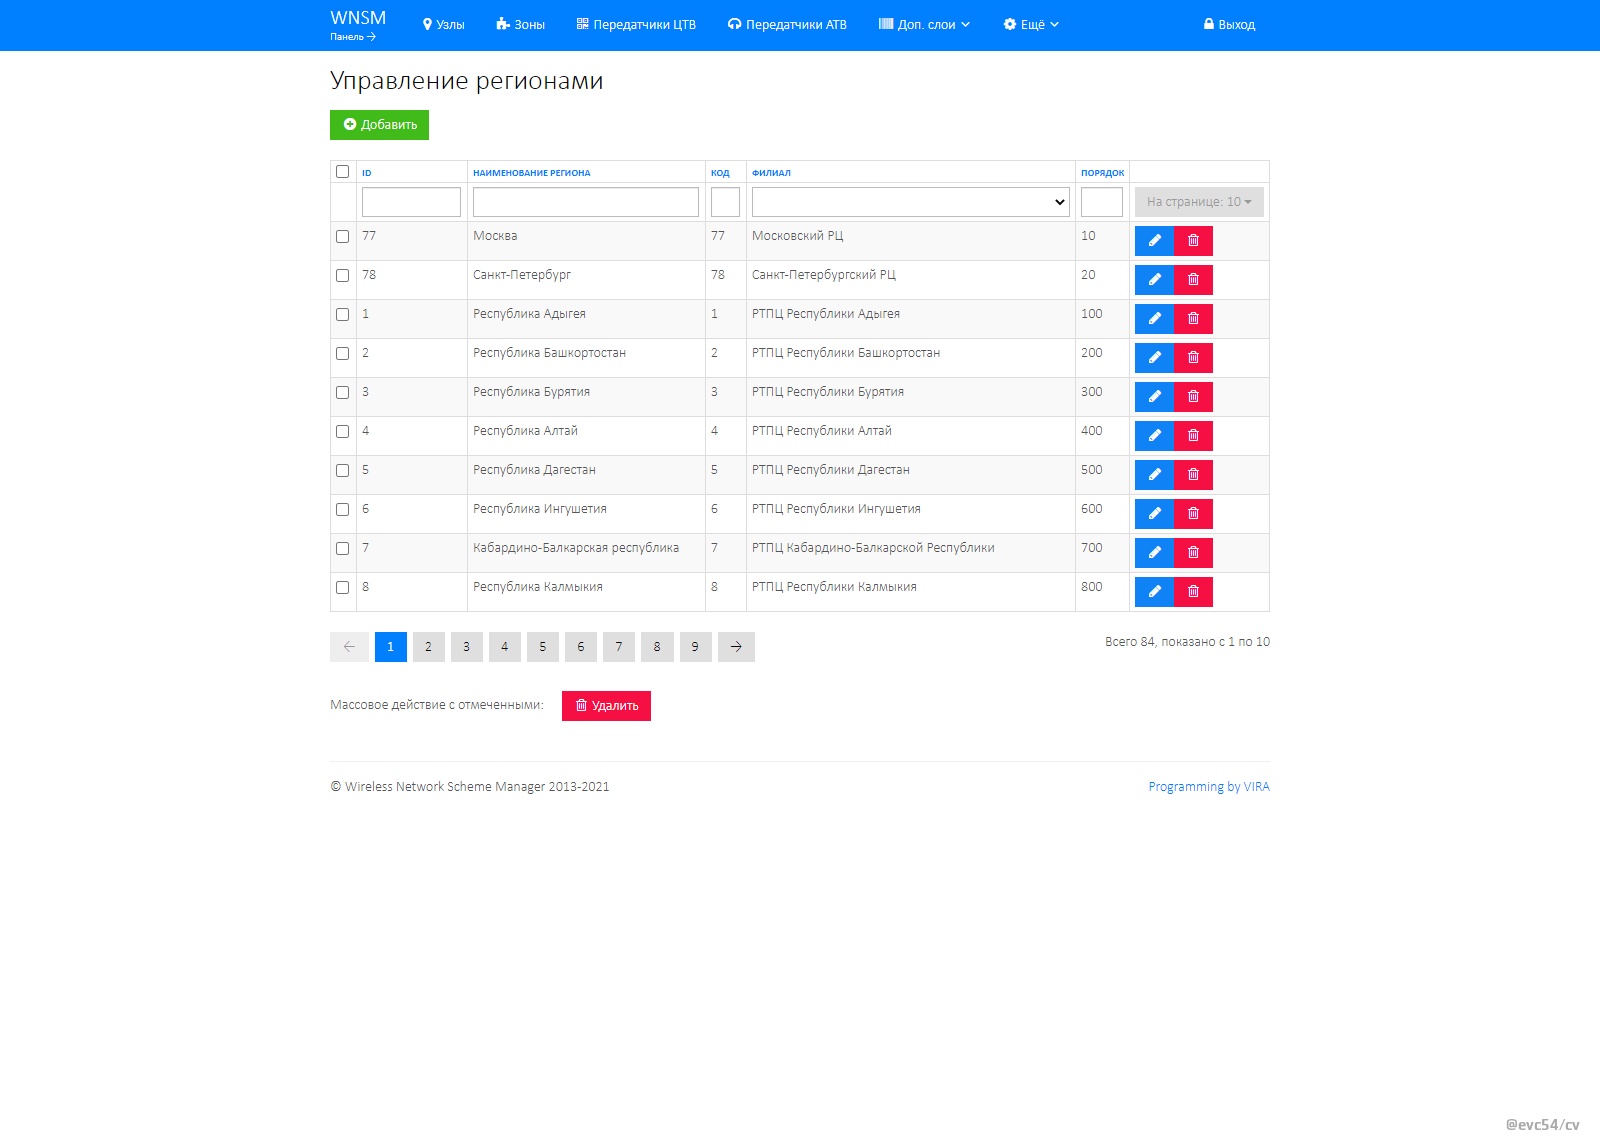 WNSM
Панель →
Узлы
Зоны
Передатчики ЦТВ
Передатчики АТВ
Доп. слои
Ещё
Выход
Управление регионами
Добавить
ID НАИМЕНОВАНИЕ РЕГИОНА КОД ФИЛИАЛ ПОРЯДОК
На странице: 10
77 Москва 77 Московский РЦ 10
78 Санкт-Петербург 78 Санкт-Петербургский РЦ 20
1 Республика Адыгея 1 РТПЦ Республики Адыгея 100
2 Республика Башкортостан 2 РТПЦ Республики Башкортостан 200
3 Республика Бурятия 3 РТПЦ Республики Бурятия 300
4 Республика Алтай 4 РТПЦ Республики Алтай 400
5 Республика Дагестан 5 РТПЦ Республики Дагестан 500
6 Республика Ингушетия 6 РТПЦ Республики Ингушетия 600
7 Кабардино-Балкарская республика 7 РТПЦ Кабардино-Балкарской Республики 700
8 Республика Калмыкия 8 РТПЦ Республики Калмыкия 800
← 1 2 3 4 5 6 7 8 9 →
Всего 84, показано с 1 по 10
Массовое действие с отмеченными:
Удалить
© Wireless Network Scheme Manager 2013-2021
Programming by VIRA
@evc54/cv